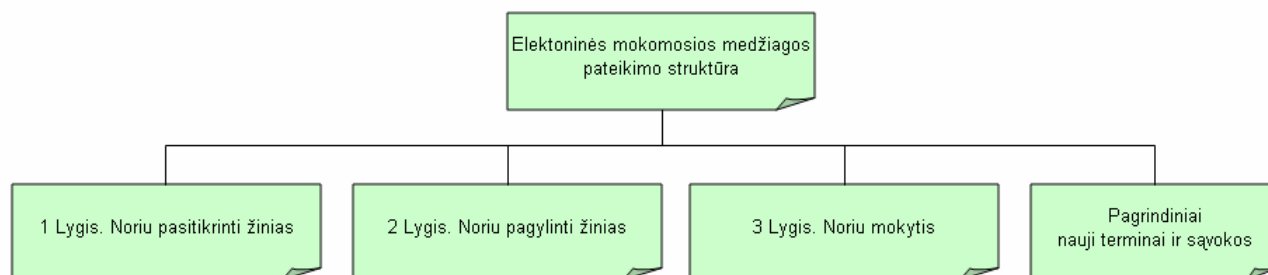 Elektoninės mokomosios medžiagos
pateikimo struktūra
1 Lygis. Noriu pasitikrinti žinias
2 Lygis. Noriu pagylinti žinias
3 Lygis. Noriu mokytis
Pagrindiniai
nauji terminai ir sąvokos